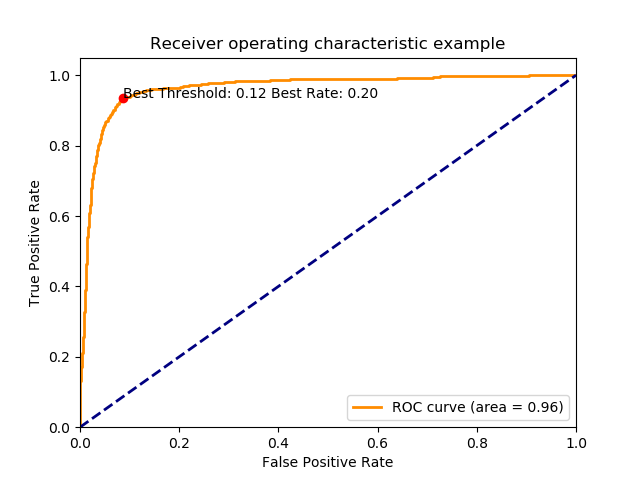 Receiver operating characteristic example
1.0
0.8
0.6
0.4
0.2
0.0
True Positive Rate
Best Threshold: 0.12 Best Rate: 0.20
ROC curve (area = 0.96)
0.0 0.2 0.4 0.6 0.8 1.0
False Positive Rate